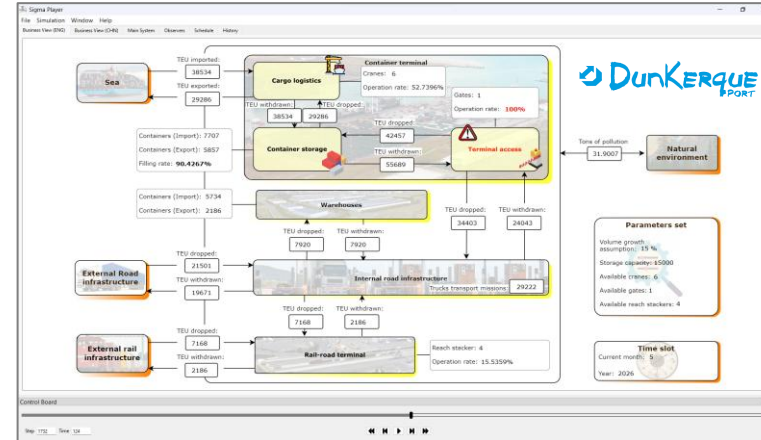 Sigma Player
File Simulation Window Help
Business View (ENG) Business View (CHN) Main System Observers Schedule History
TEU imported:
38534
Sea
TEU exported:
29286
Container terminal
Cargo logistics
Cranes: 6
Operation rate: 52.7396%
Gates: 1
Operation rate: 100%
TEU withdrawn:
38534
TEU dropped:
29286
Containers (Import): 7707
Containers (Export): 5857
Filling rate: 90.4267%
Container storage
TEU dropped:
42457
TEU withdrawn:
55689
Terminal access
DUNKERQUE
PORT
Tone of pollution
31.9007
Natural
environment
Containers (Import): 5734
Containers (Export): 2186
Warehouses
TEU dropped:
7920
TEU withdrawn:
7920
TEU dropped:
34403
TEU withdrawn:
24043
External Road
infrastructure
TEU dropped:
21501
TEU withdrawn:
19671
Internal road infrastructure
Trucks transport missions:
29222
TEU dropped:
7168
TEU withdrawn:
2186
External rail
infrastructure
TEU dropped:
7168
TEU withdrawn:
2186
Rail-road terminal
Reach stacker: 4
Operation rate: 15.5359%
Parameters set
Volume growth
assumption: 15 %
Storage capacity: 15000
Available cranes: 6
Available gates: 1
Available reach stackers: 4
Time slot
Current month: 5
Year: 2026
Control Board
Step: 1732 Time: 124